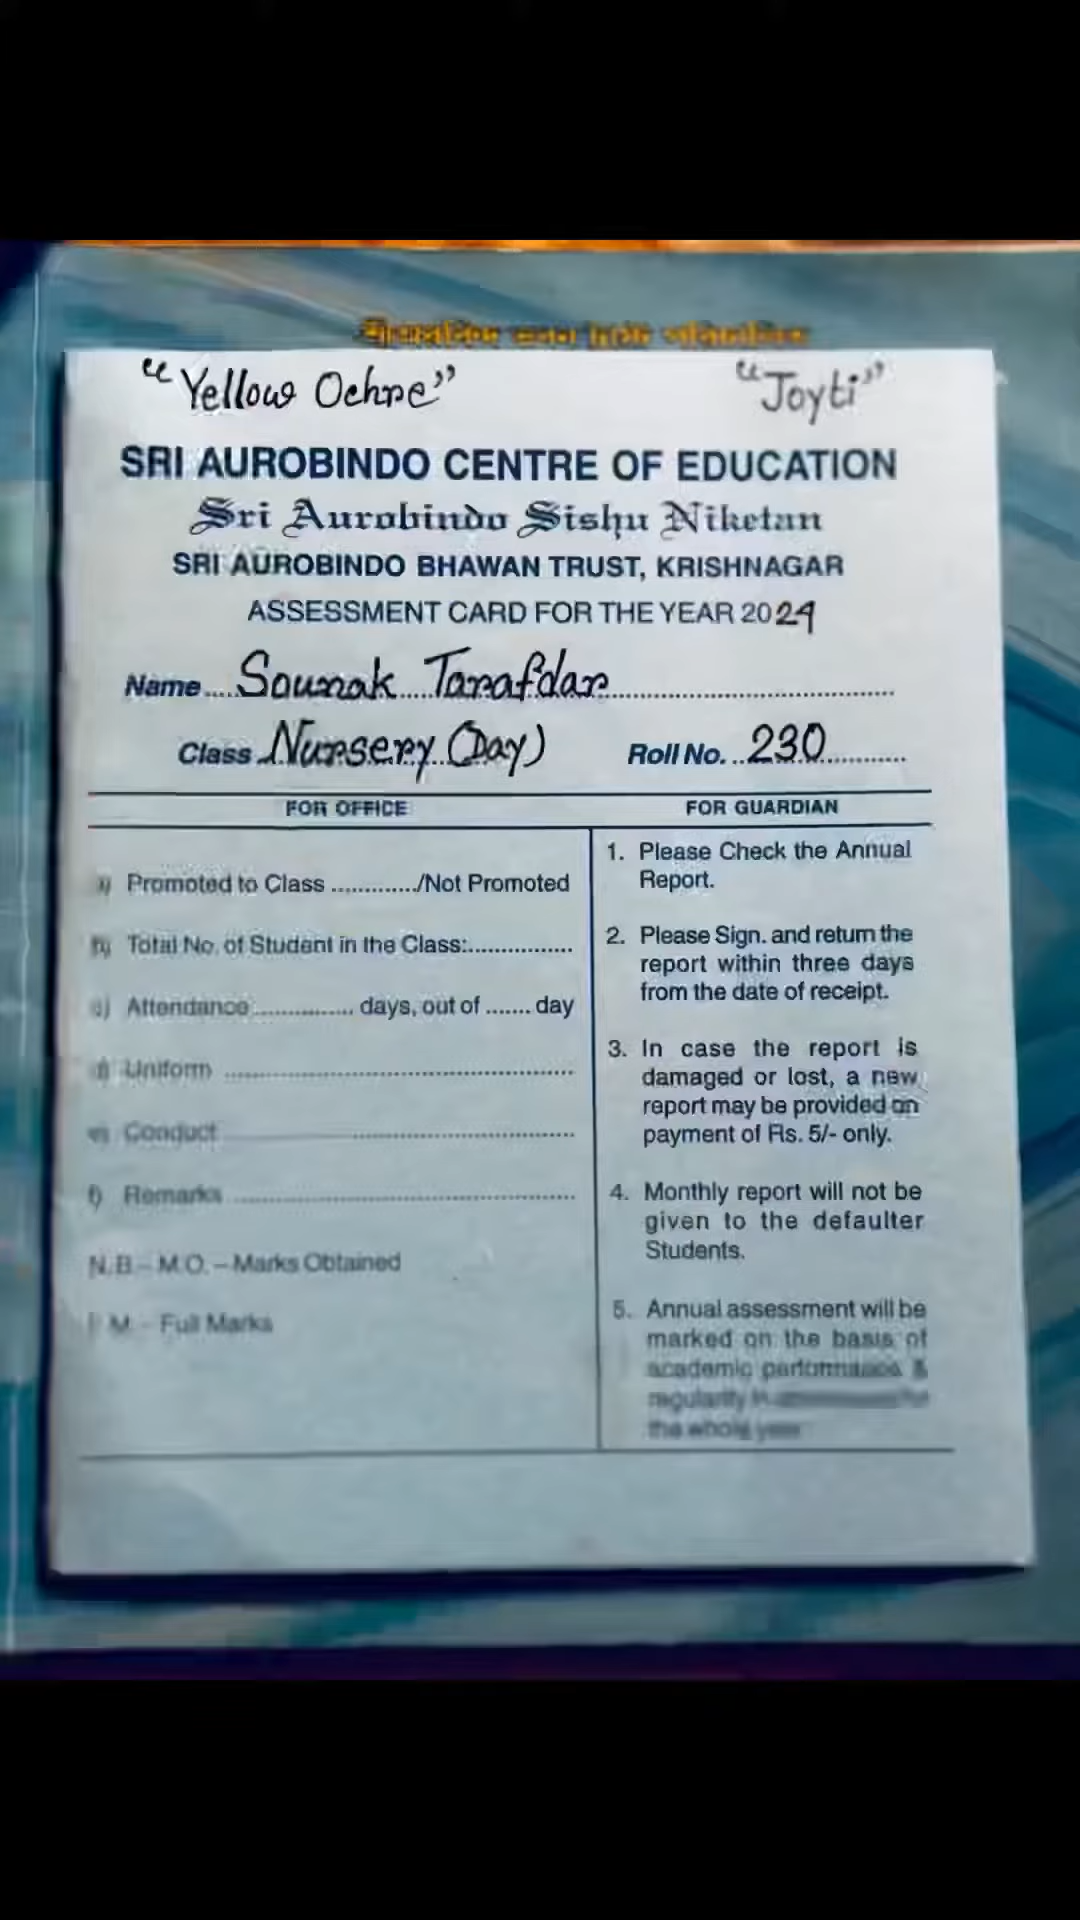 "Yellow Ochre" "Joyti"
SRI AUROBINDO CENTRE OF EDUCATION
Sri Aurobindo Sishu Niketan
SRI AUROBINDO BHAWAN TRUST, KRISHNAGAR
ASSESSMENT CARD FOR THE YEAR 2024
Name....Sounak Tarafdar....................
Class Nursery (Day) Roll No. ..230............
FOR OFFICE
a) Promoted to Class ............./Not Promoted
b) Total No. of Student in the Class:................
c) Attendance ............... days, out of ....... day
d) Uniform ......................................................
e) Conduct ......................................................
f) Remarks ......................................................
N.B – M.O. – Marks Obtained
F M – Full Marks
FOR GUARDIAN
1. Please Check the Annual
Report.
2. Please Sign. and return the
report within three days
from the date of receipt.
3. In case the report is
damaged or lost, a new
report may be provided on
payment of Rs. 5/- only.
4. Monthly report will not be
given to the defaulter
Students.
5. Annual assessment will be
marked on the basis of
academic performance &
regularity in for
the whole year